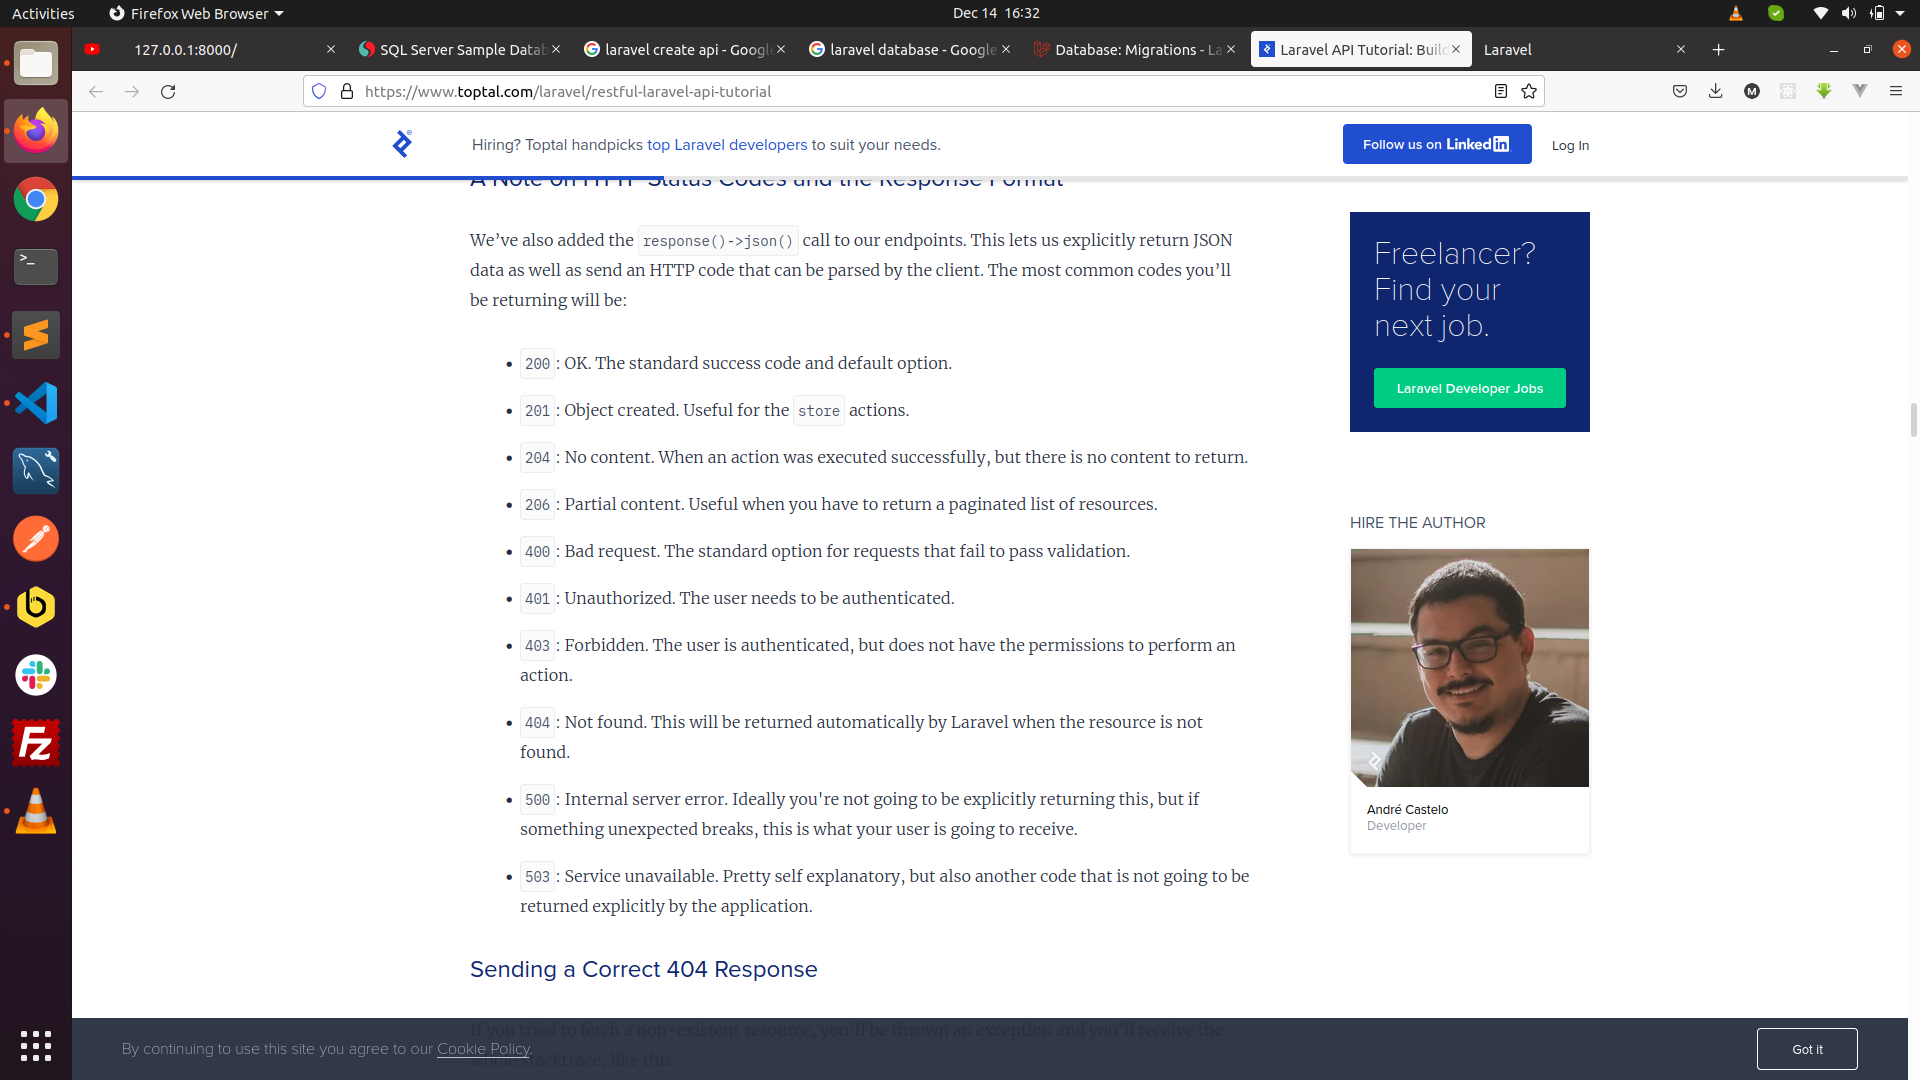 Activities
Firefox Web Browser
Dec 14 16:32
127.0.0.1:8000/
SQL Server Sample Datab
laravel create api - Google
laravel database - Google
Database: Migrations - La
Laravel API Tutorial: Build
Laravel
https://www.toptal.com/laravel/restful-laravel-api-tutorial
Hiring? Toptal handpicks top Laravel developers to suit your needs.
Follow us on Linkedin
Log In
A Note on HTTP Status Codes and the Response Format
We’ve also added the response()->json() call to our endpoints. This lets us explicitly return JSON
data as well as send an HTTP code that can be parsed by the client. The most common codes you’ll
be returning will be:
• 200: OK. The standard success code and default option.
• 201: Object created. Useful for the store actions.
• 204: No content. When an action was executed successfully, but there is no content to return.
• 206: Partial content. Useful when you have to return a paginated list of resources.
• 400: Bad request. The standard option for requests that fail to pass validation.
• 401: Unauthorized. The user needs to be authenticated.
• 403: Forbidden. The user is authenticated, but does not have the permissions to perform an
action.
• 404: Not found. This will be returned automatically by Laravel when the resource is not
found.
• 500: Internal server error. Ideally you're not going to be explicitly returning this, but if
something unexpected breaks, this is what your user is going to receive.
• 503: Service unavailable. Pretty self explanatory, but also another code that is not going to be
returned explicitly by the application.
Sending a Correct 404 Response
If you tried to fetch a non-existent resource, you’ll be thrown an exception and you’ll receive the
whole stacktrace, like this:
Freelancer?
Find your
next job.
Laravel Developer Jobs
HIRE THE AUTHOR
André Castelo
Developer
By continuing to use this site you agree to our Cookie Policy.
Got it